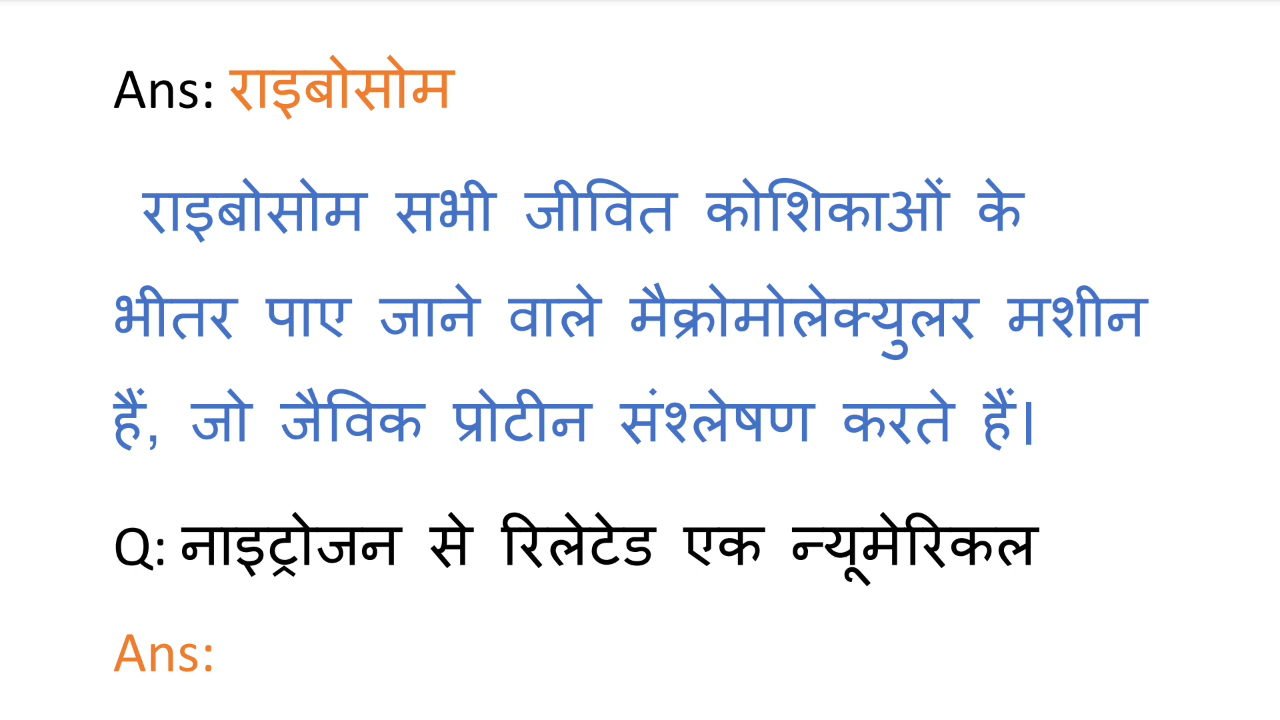 Ans: राइबोसोम
राइबोसोम सभी जीवित कोशिकाओं के
भीतर पाए जाने वाले मैक्रोमोलेक्युलर मशीन
हैं, जो जैविक प्रोटीन संश्लेषण करते हैं।
Q: नाइट्रोजन से रिलेटेड एक न्यूमेरिकल
Ans: